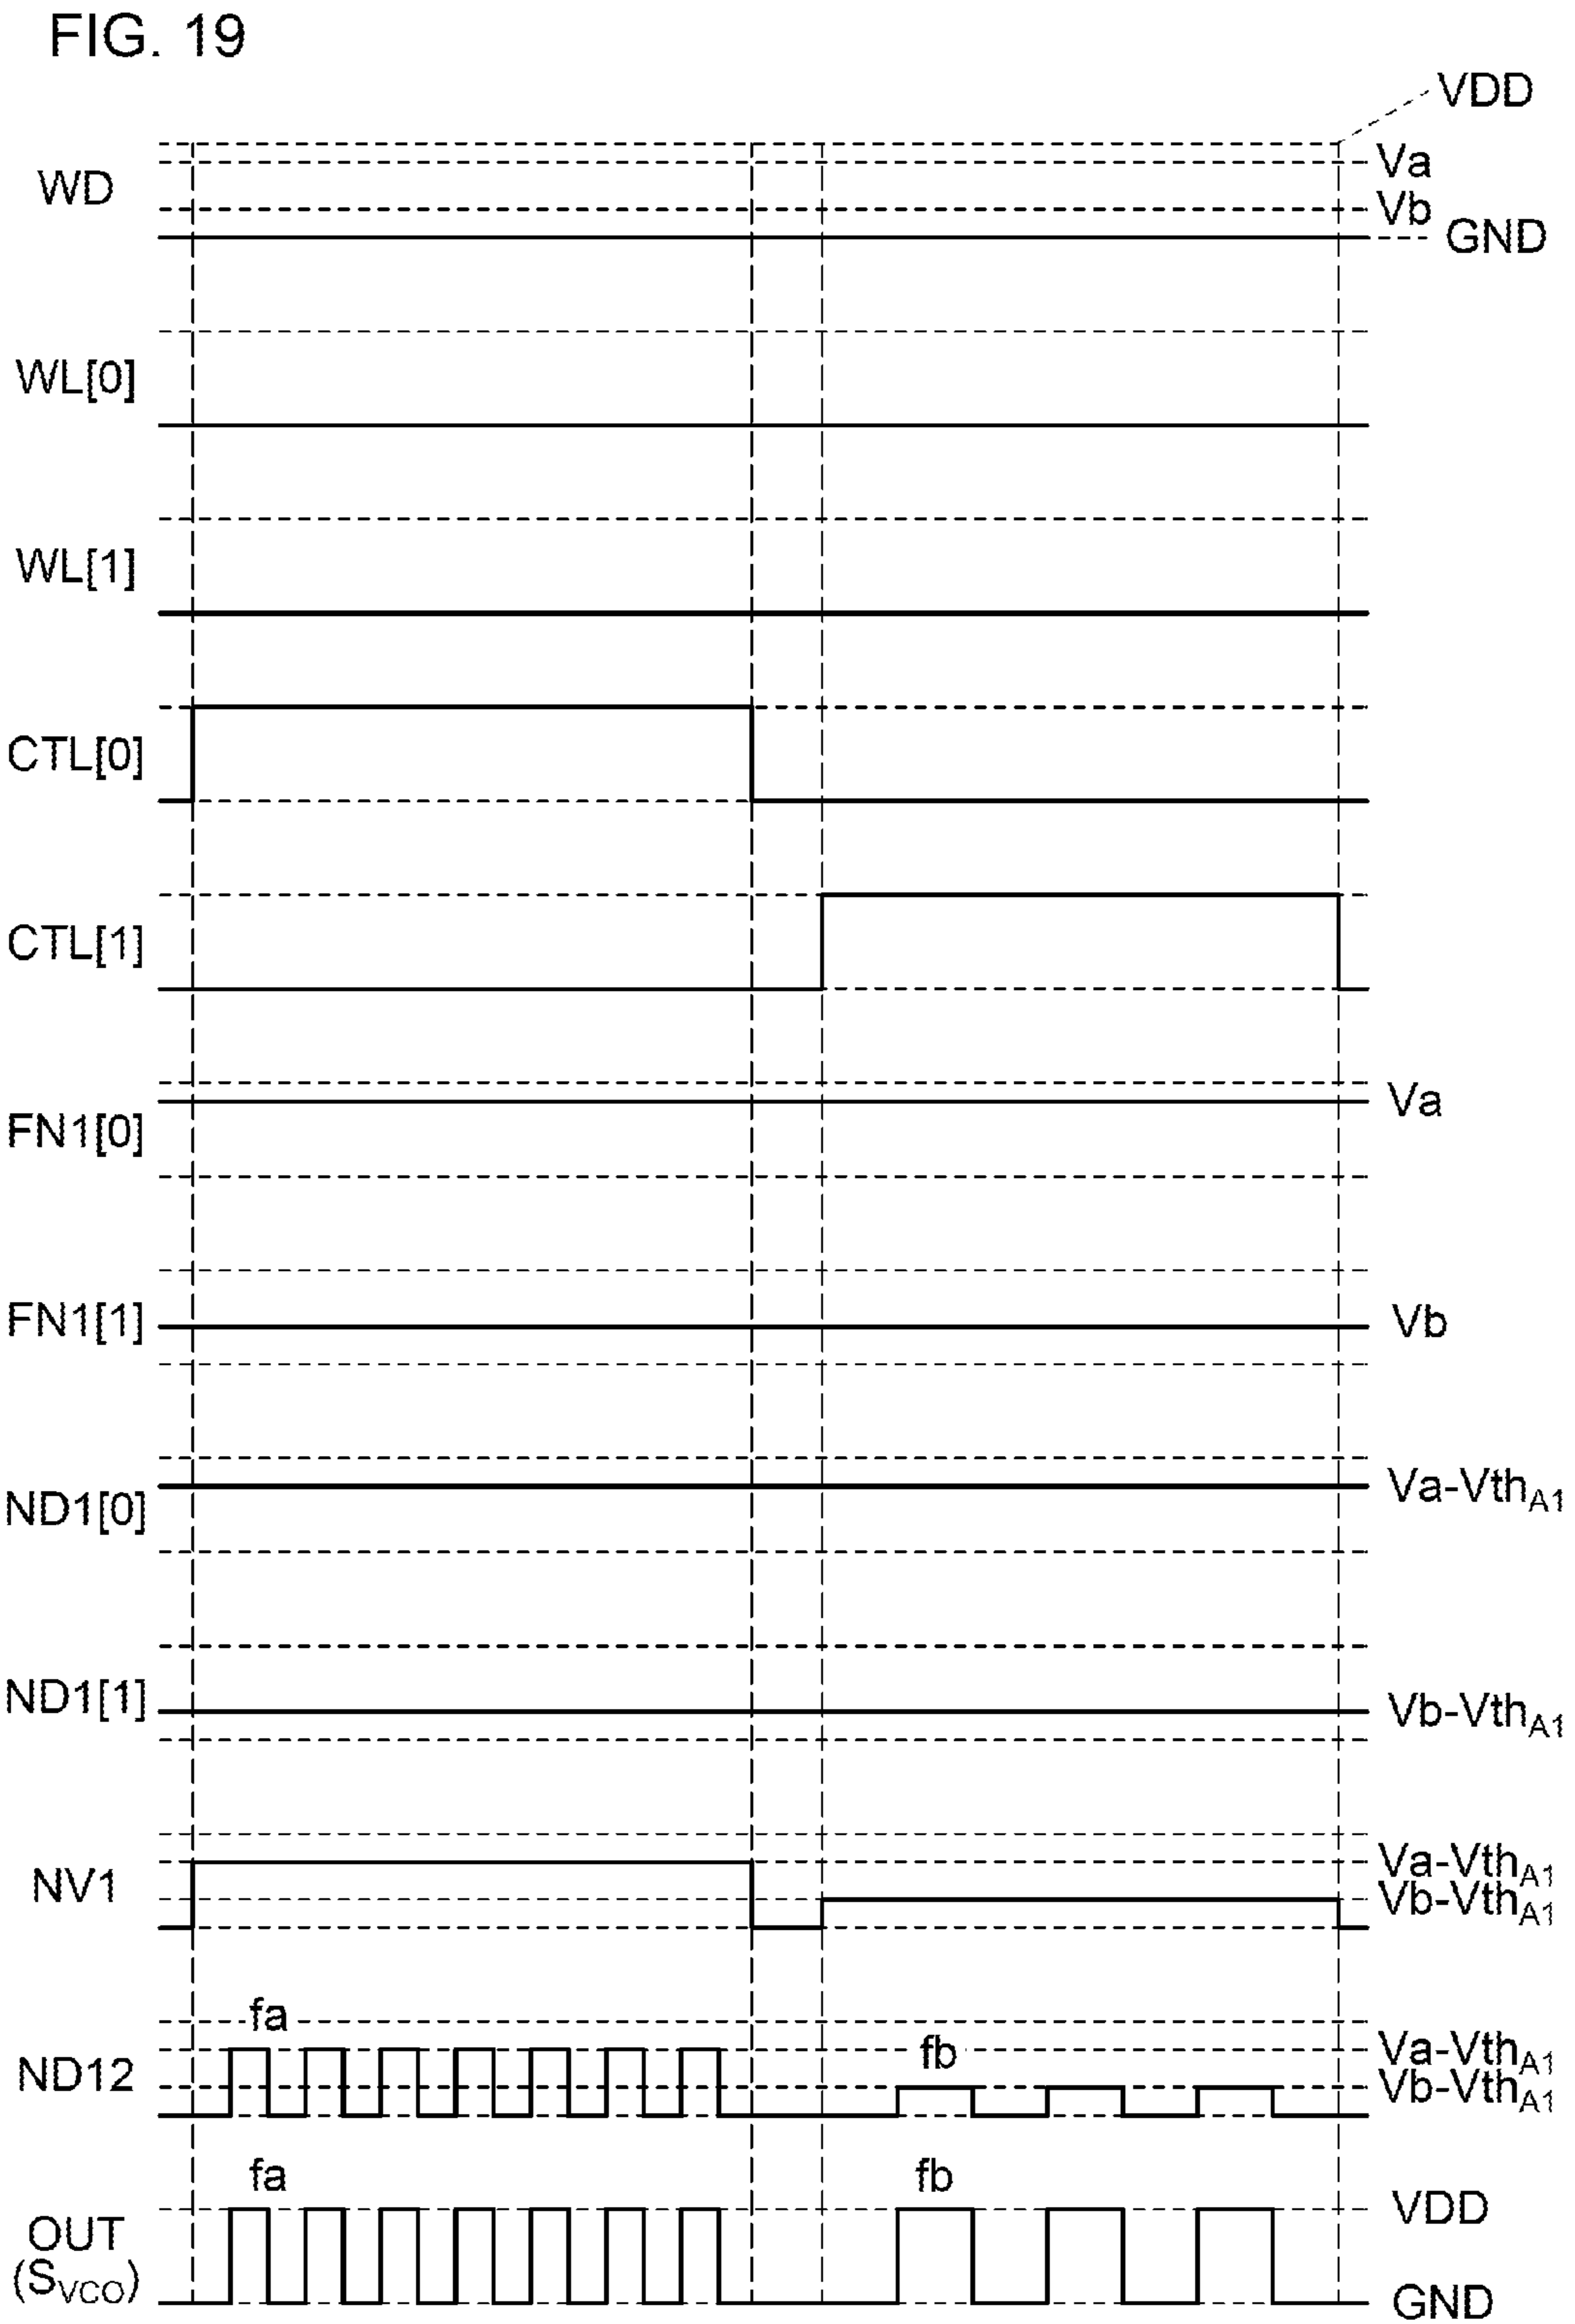 FIG. 19
VDD
WD
Va
Vb
GND
WL[0]
WL[1]
CTL[0]
CTL[1]
FN1[0]
Va
FN1[1]
Vb
ND1[0]
Va-VthA1
ND1[1]
Vb-VthA1
NV1
Va-VthA1
Vb-VthA1
ND12
fa
fb
Va-VthA1
Vb-VthA1
fa
fb
OUT
(SVCO)
VDD
GND